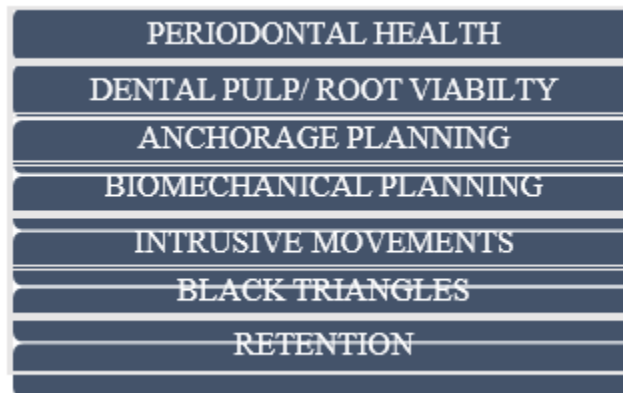 PERIODONTAL HEALTH
DENTAL PULP/ ROOT VIABILTY
ANCHORAGE PLANNING
BIOMECHANICAL PLANNING
INTRUSIVE MOVEMENTS
BLACK TRIANGLES
RETENTION